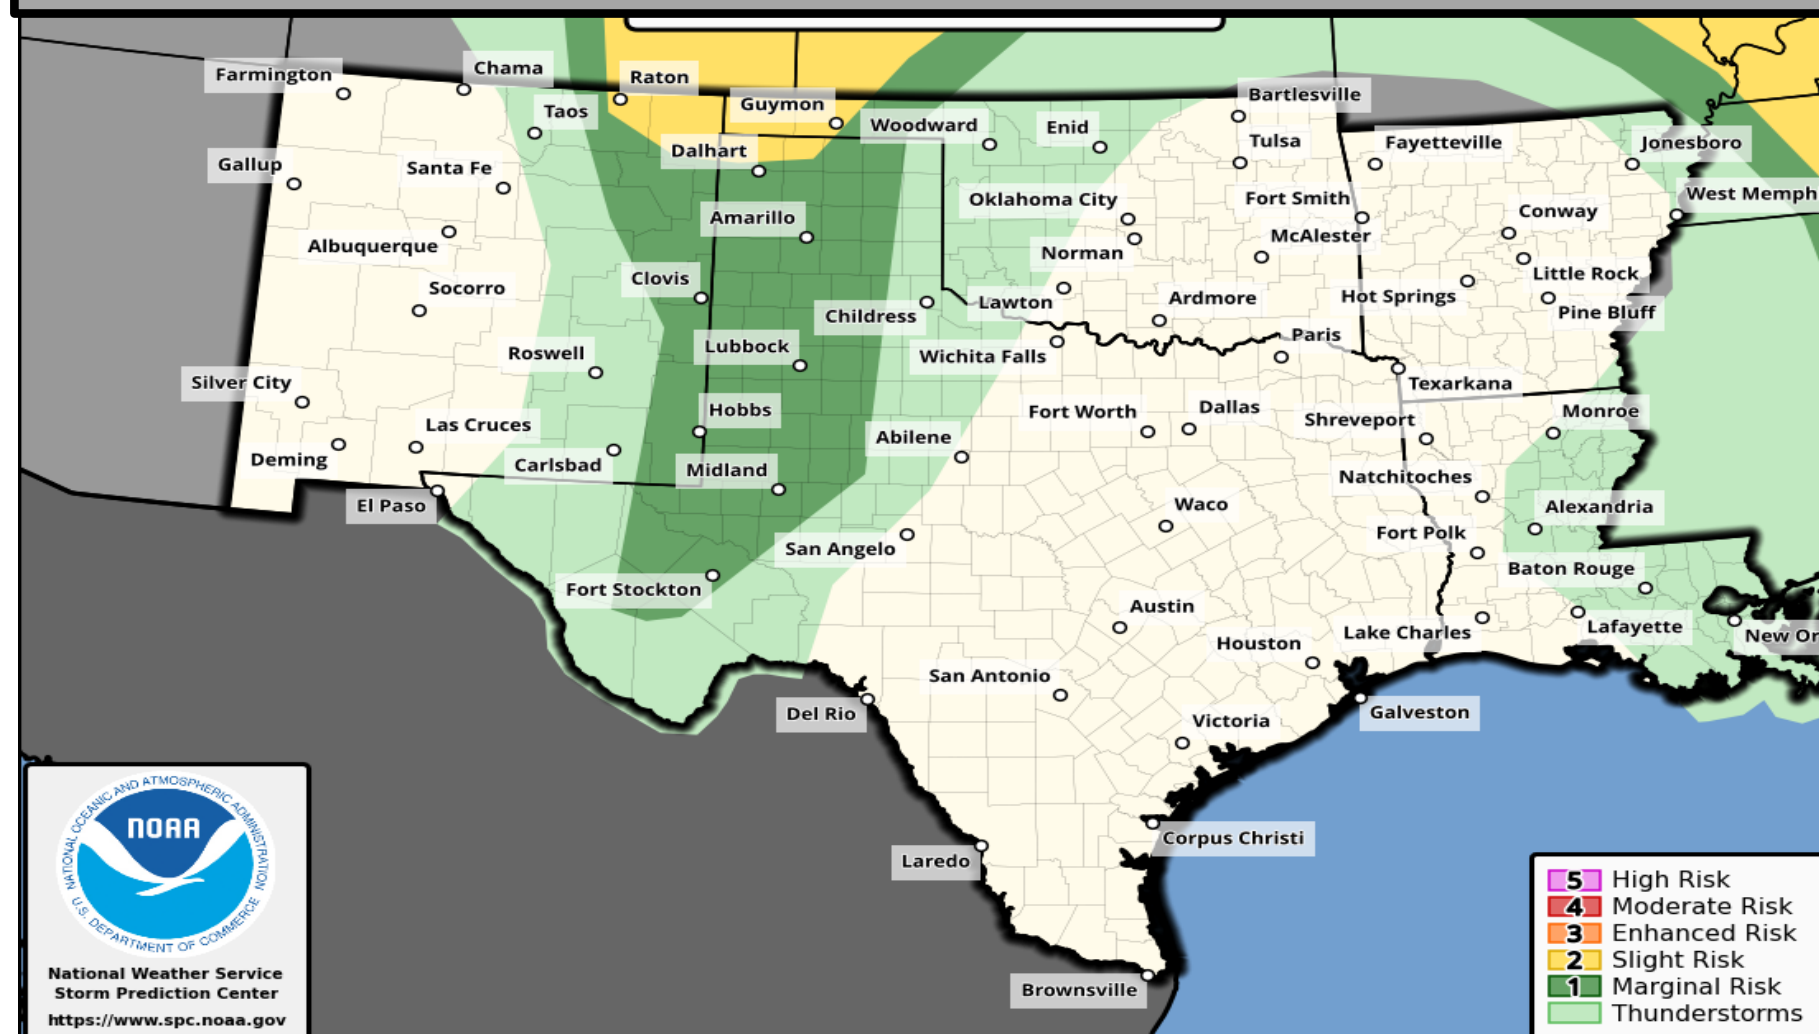 Farmington
Chama
Raton
Taos
Guymon
Bartlesville
Woodward
Enid
Tulsa
Fayetteville
Jonesboro
Gallup
Santa Fe
Dalhart
West Memph
Oklahoma City
Fort Smith
Conway
Amarillo
Albuquerque
Norman
McAlester
Clovis
Little Rock
Socorro
Lawton
Ardmore
Hot Springs
Childress
Pine Bluff
Paris
Roswell
Lubbock
Wichita Falls
Silver City
Texarkana
Hobbs
Fort Worth
Dallas
Shreveport
Monroe
Las Cruces
Abilene
Deming
Carlsbad
Midland
Natchitoches
El Paso
Waco
Alexandria
San Angelo
Fort Polk
Baton Rouge
Fort Stockton
Austin
Lake Charles
Lafayette
New Or
Houston
San Antonio
Del Rio
Victoria
Galveston
Corpus Christi
Laredo
Brownsville
NATIONAL OCEANIC AND ATMOSPHERIC ADMINISTRATION
NOAA
U.S. DEPARTMENT OF COMMERCE
National Weather Service
Storm Prediction Center
https://www.spc.noaa.gov
5 High Risk
4 Moderate Risk
3 Enhanced Risk
2 Slight Risk
1 Marginal Risk
Thunderstorms